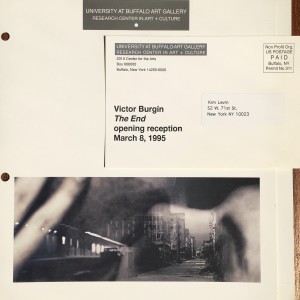 UNIVERSITY AT BUFFALO ART GALLERY
RESEARCH CENTER IN ART + CULTURE
UNIVERSITY AT BUFFALO ART GALLERY
RESEARCH CENTER IN ART + CULTURE
201A Center for the Arts
Box 606000
Buffalo, New York 14260-6000
Non Profit Org.
US POSTAGE
PAID
Buffalo, NY
Permit No 311
Victor Burgin
The End
opening reception
March 8, 1995
Kim Levin
52 W. 71st St.
New York NY 10023